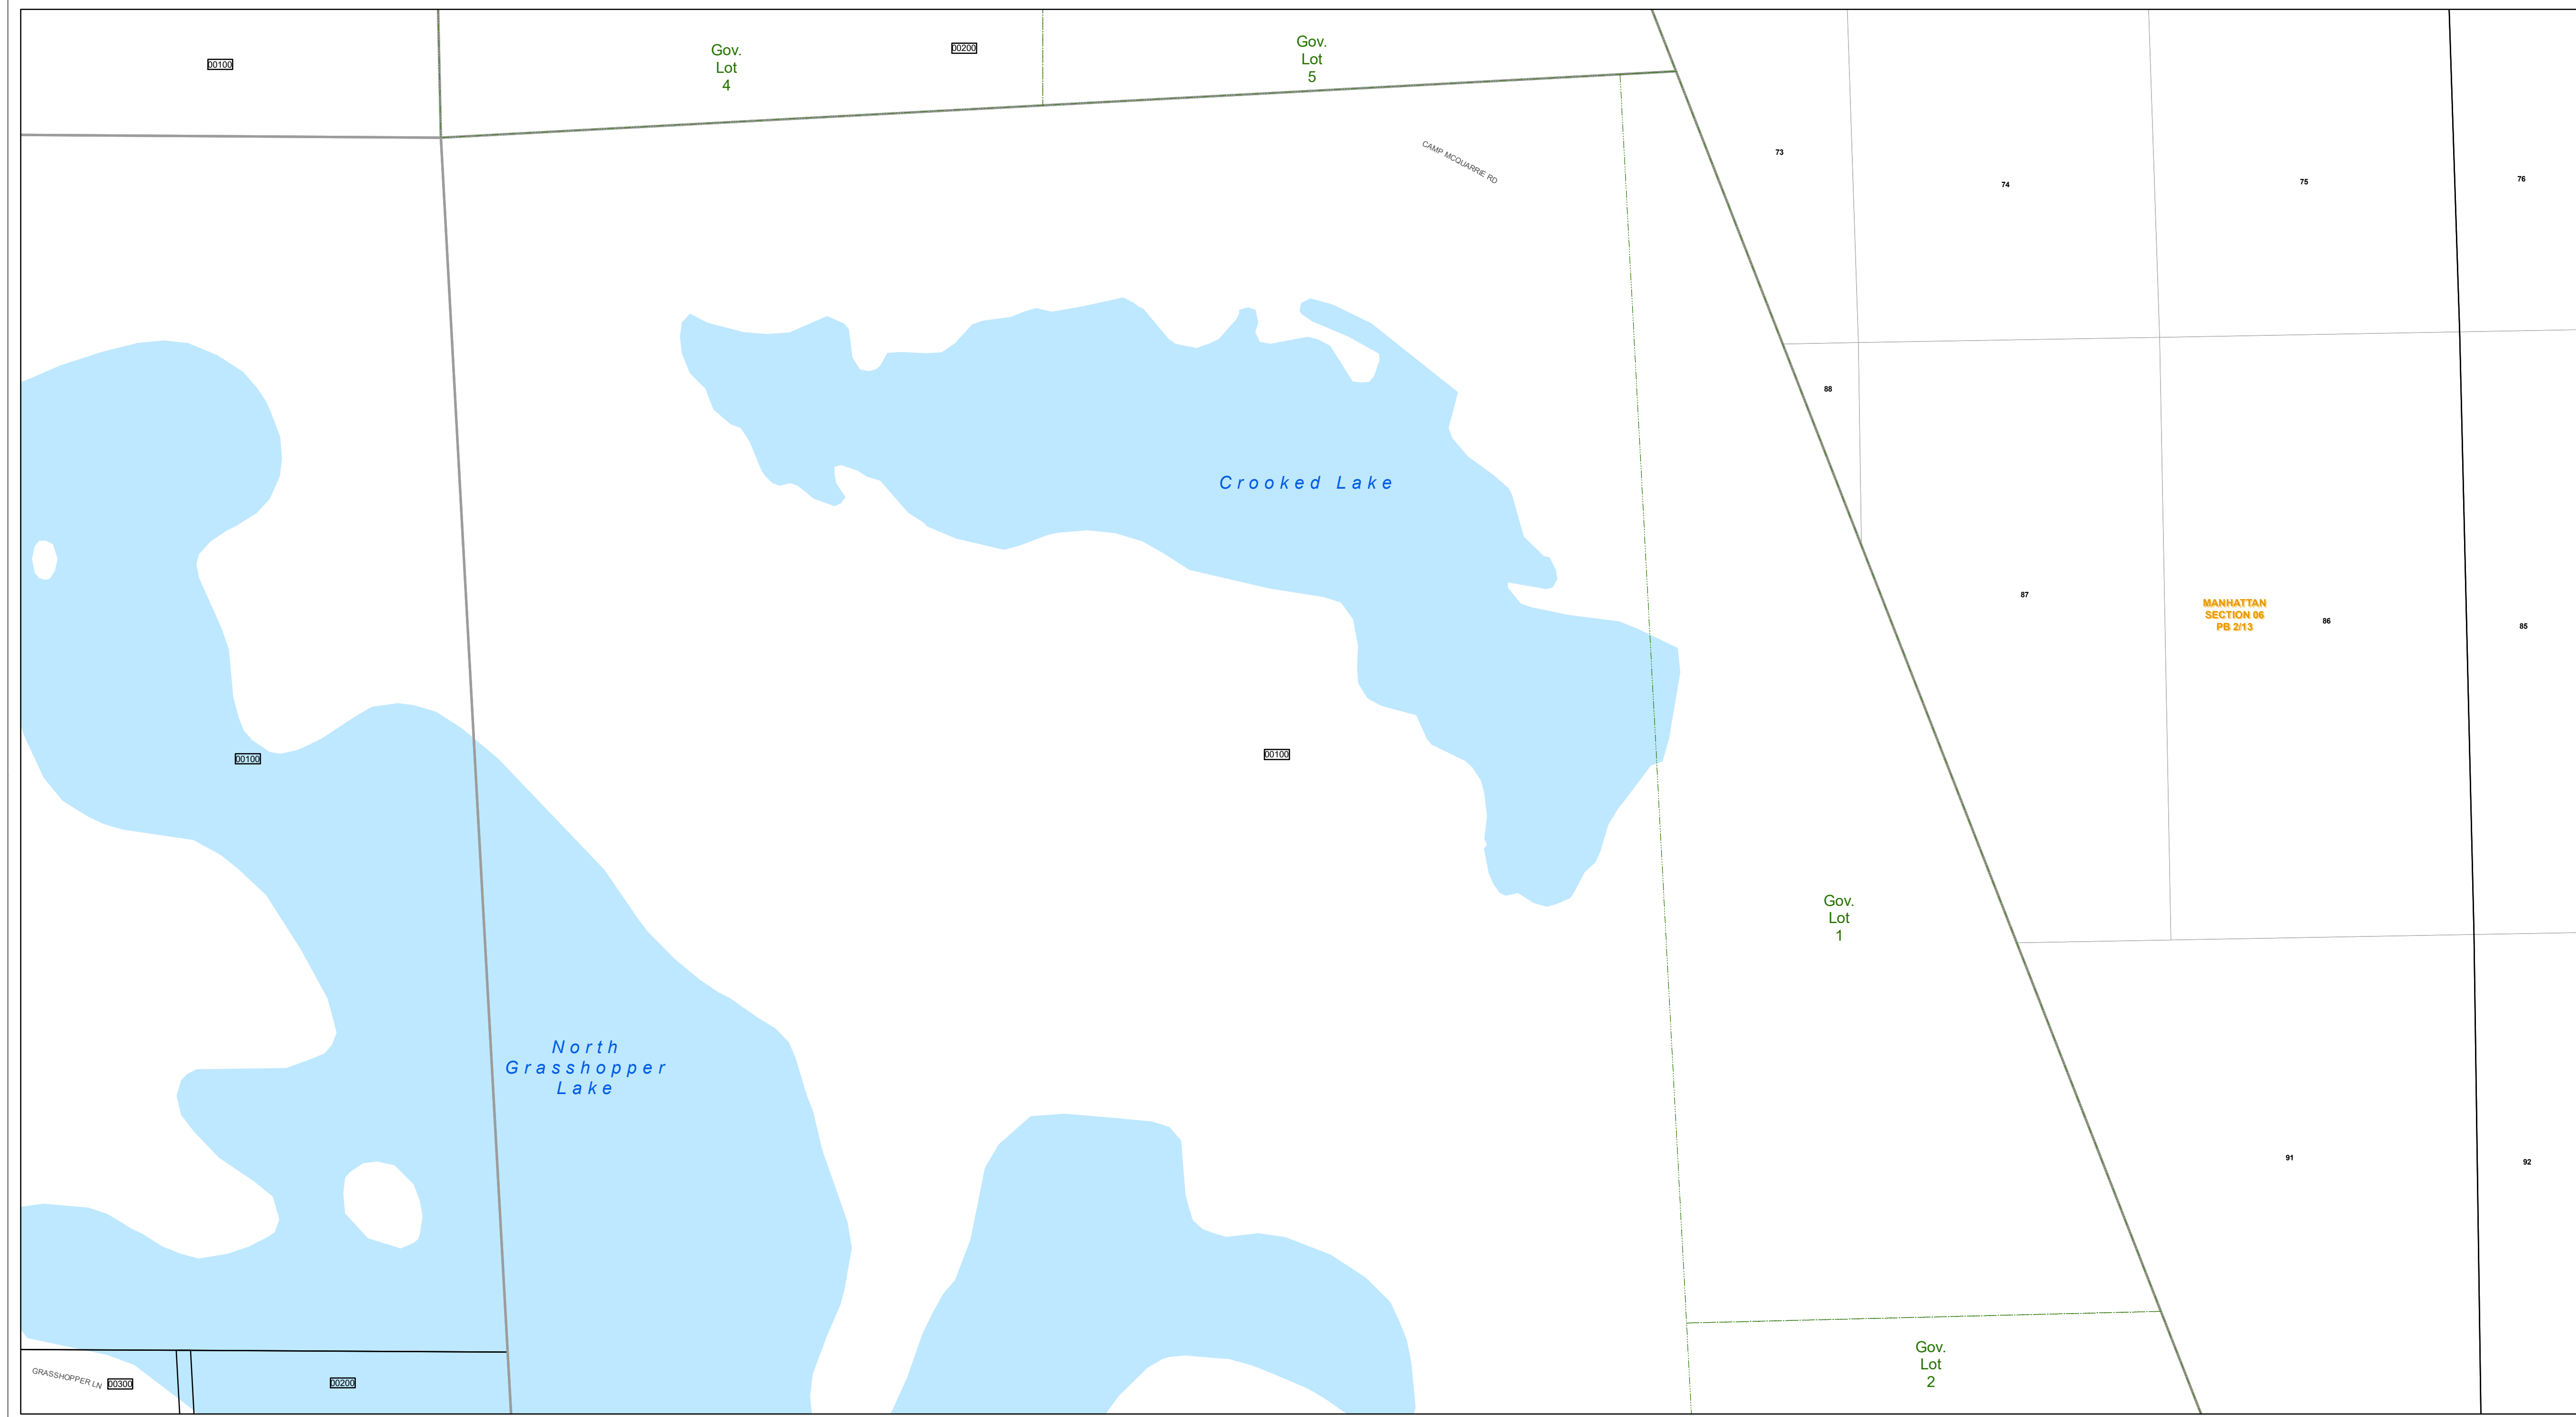 Gov.
Lot
4
00200
Gov.
Lot
5
00100
CAMP MCQUARRIE RD
73
74
75
76
88
Crooked Lake
87
MANHATTAN
SECTION 06
PB 2/13
86
85
00100
00100
Gov.
Lot
1
North
Grasshopper
Lake
91
92
Gov.
Lot
2
GRASSHOPPER LN
00300
00200